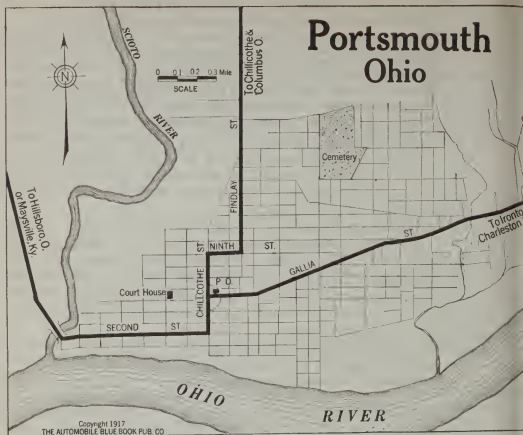 Portsmouth
Ohio
SCIOTO
RIVER
N
0 0.1 0.2 0.3 Mile
SCALE
To Chillicothe &
Columbus O.
ST.
FINDLAY
Cemetery
To Hillsboro, O.
or Maysville, Ky.
To Ironto
Charleston
ST.
NINTH ST.
GALLIA
ST.
CHILLICOTHE
P. O.
Court House
SECOND ST.
OHIO
RIVER
Copyright 1917
THE AUTOMOBILE BLUE BOOK PUB. CO